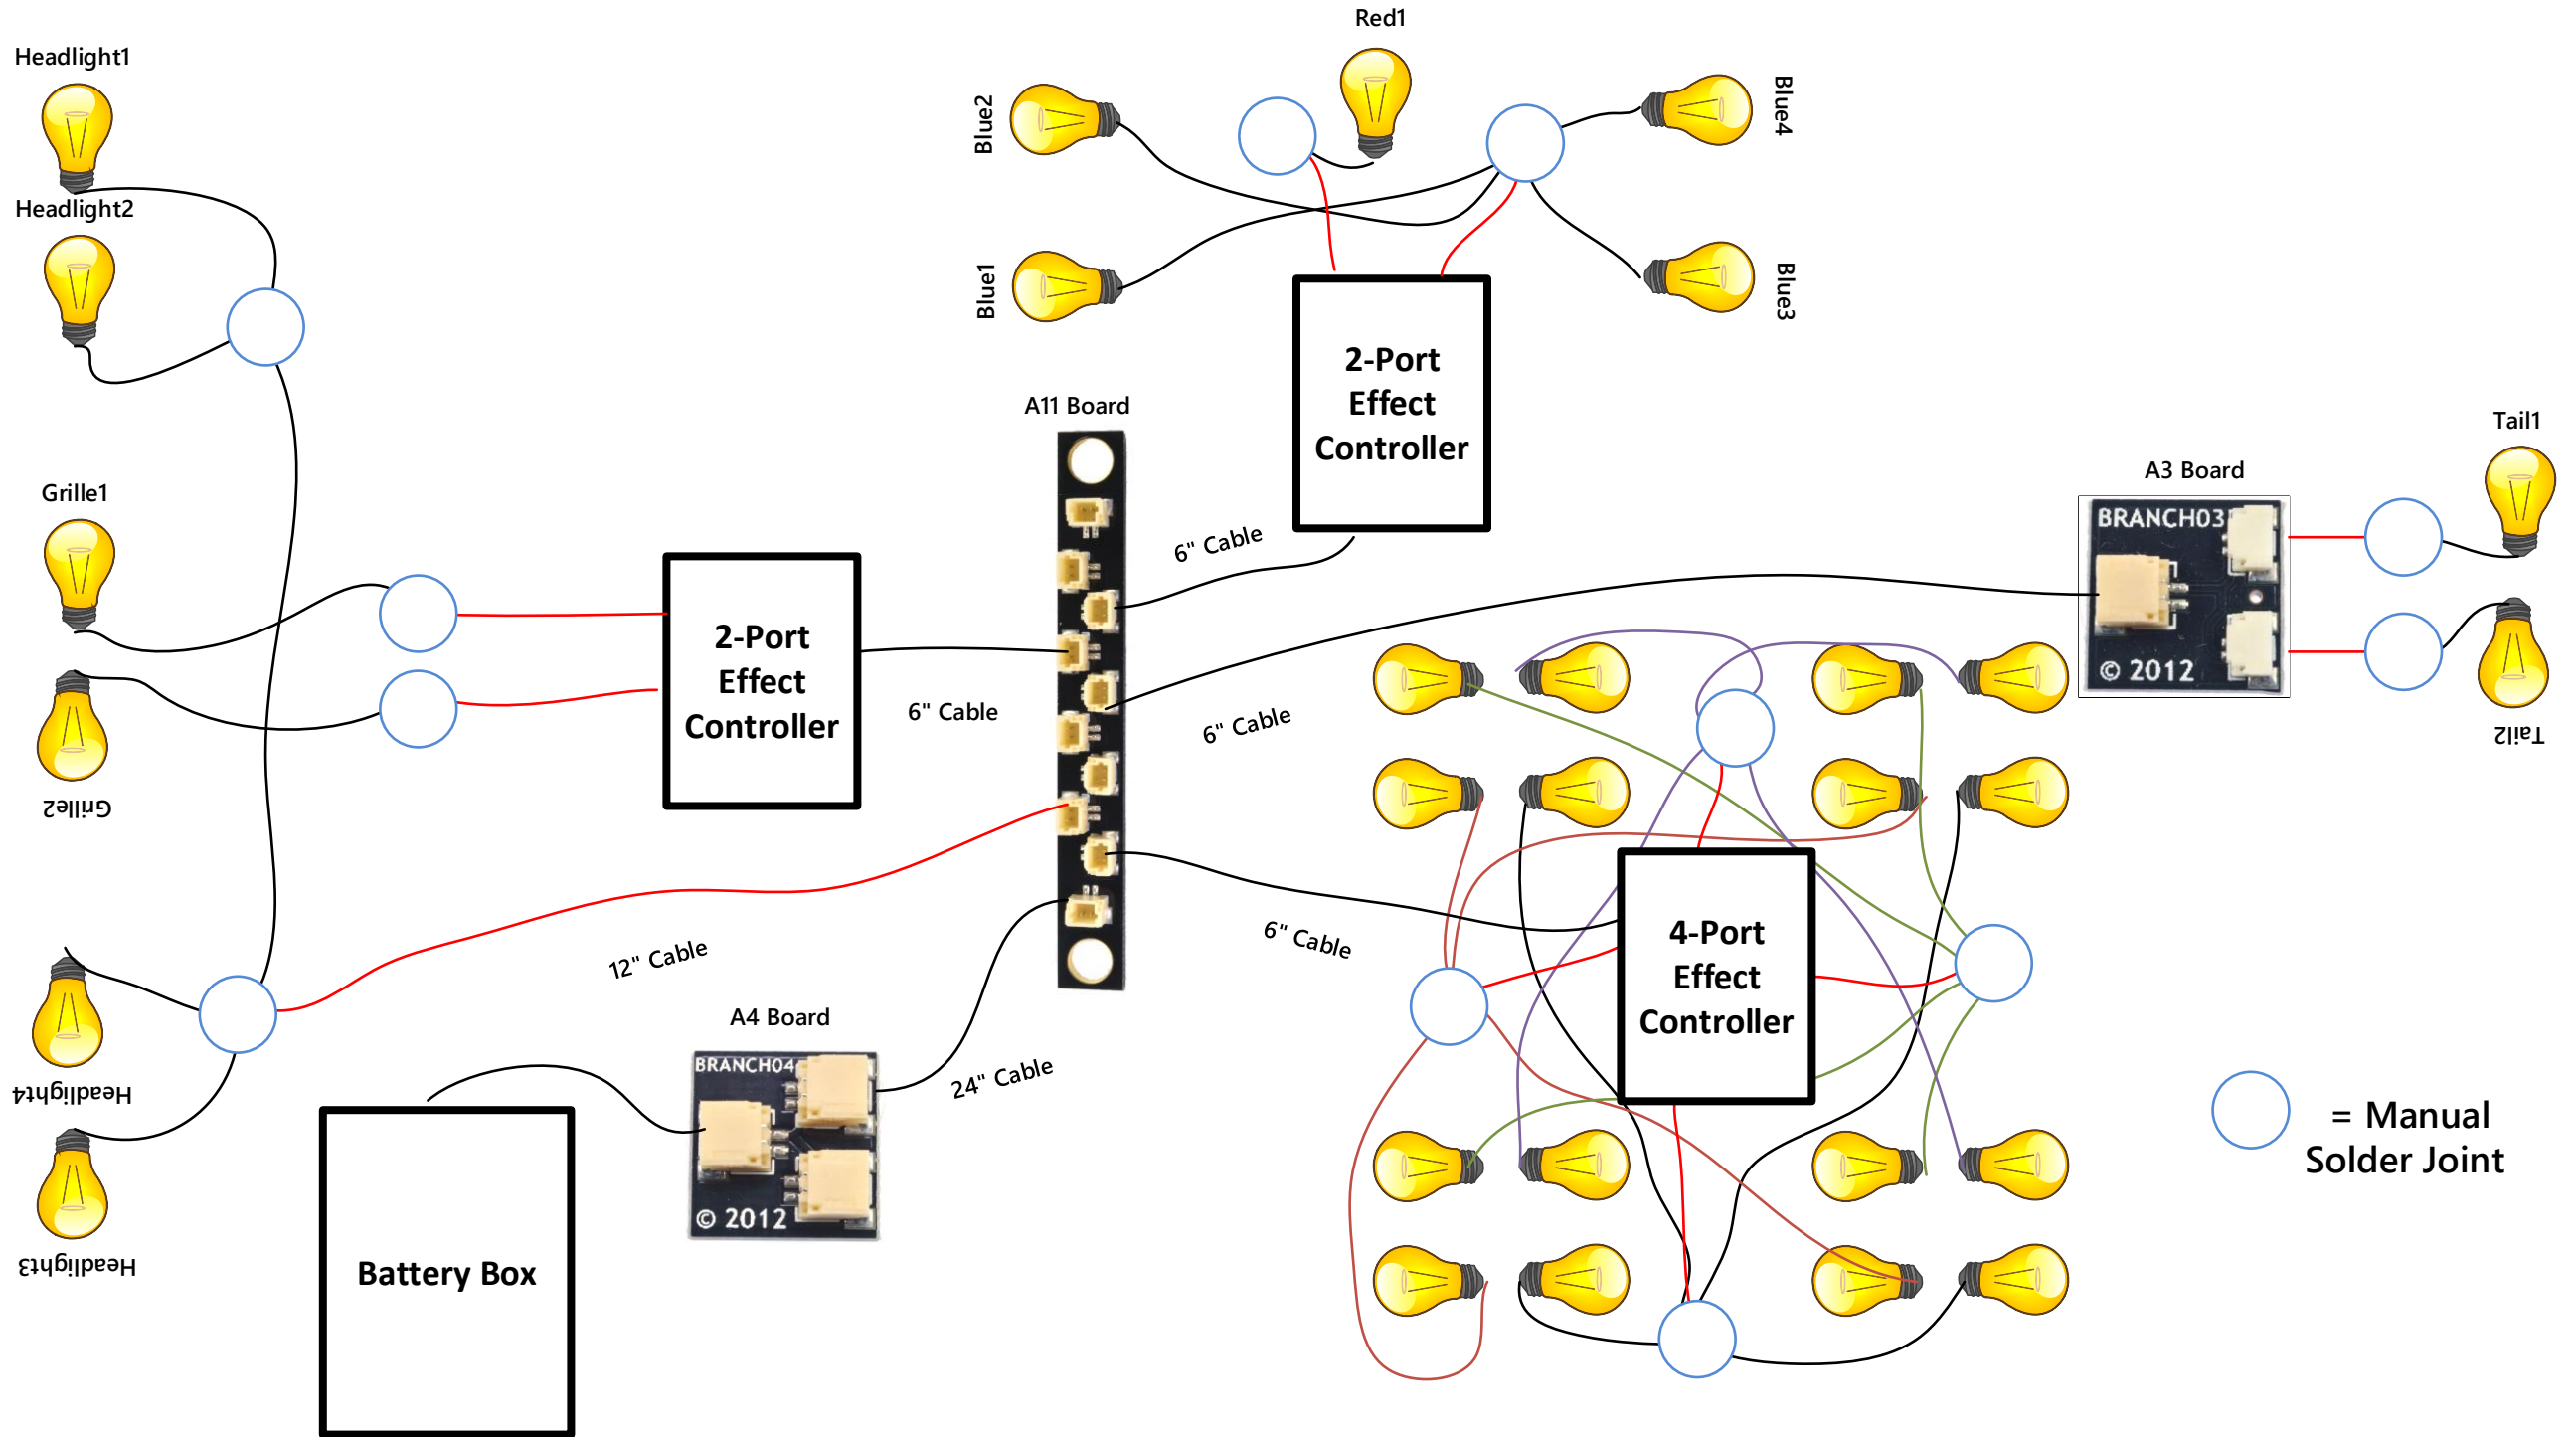 Red1
Headlight1
Blue2
Blue4
Headlight2
Blue1
Blue3
2-Port
Effect
Controller
A11 Board
Tail1
A3 Board
Grille1
BRANCH03
6" Cable
2-Port
Effect
Controller
© 2012
6" Cable
6" Cable
Tail2
Grille2
4-Port
Effect
Controller
6" Cable
12" Cable
A4 Board
BRANCH04
24" Cable
Headlight4
= Manual
Solder Joint
© 2012
Headlight3
Battery Box